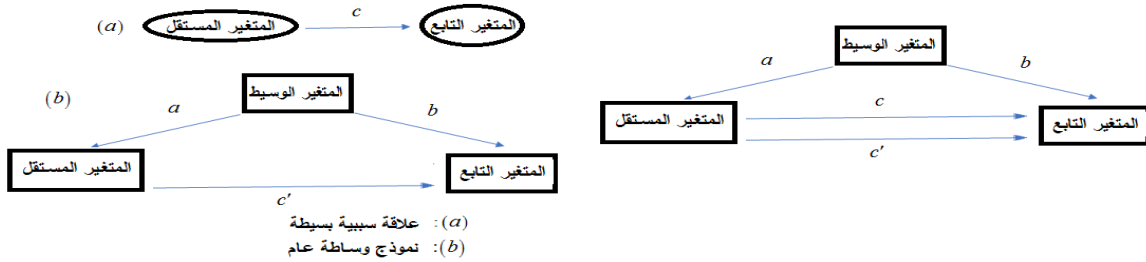 (a) المتغير المستقل c المتغير التابع
(b) المتغير الوسيط
a b
المتغير المستقل المتغير التابع
c'
(a): علاقة سببية بسيطة
(b): نموذج وساطة عام
المتغير الوسيط
a b
المتغير المستقل c المتغير التابع
c'